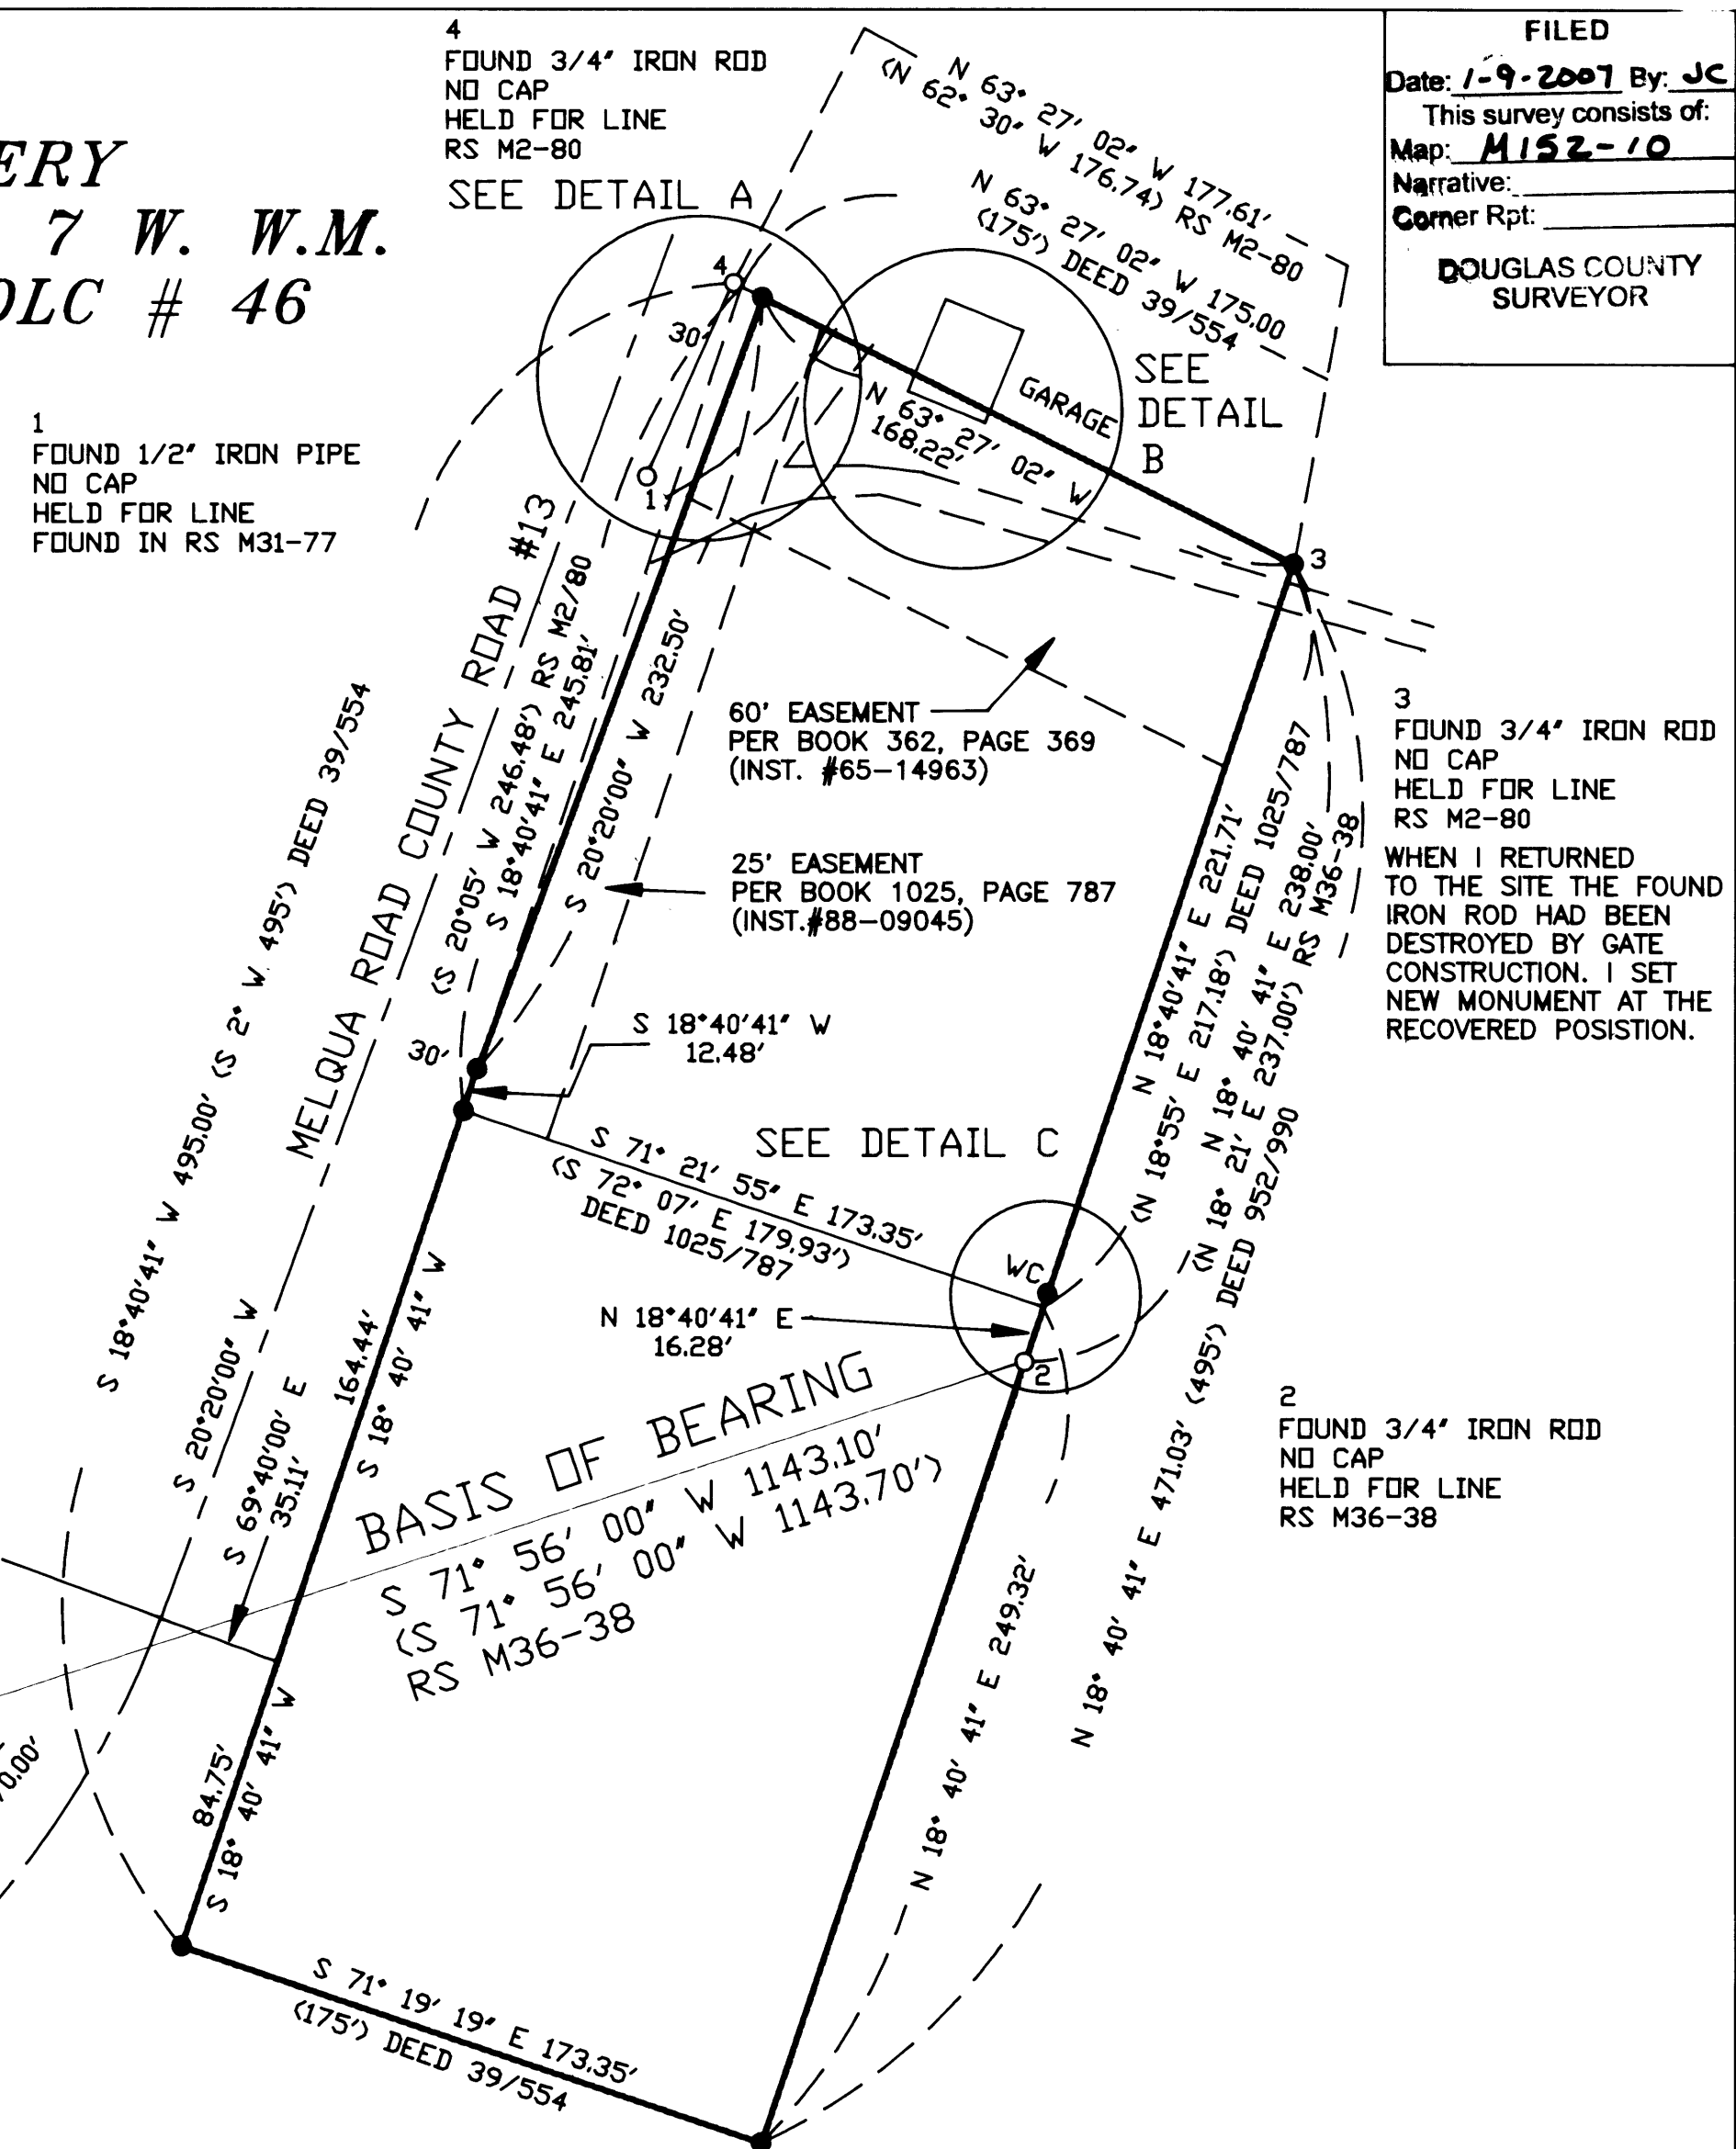 ERY
7 W. W.M.
DLC # 46
4
FOUND 3/4" IRON ROD
NO CAP
HELD FOR LINE
RS M2-80
SEE DETAIL A
N 63° 27' 02" W 177.61'
(N 62° 30" W 176.74) RS M2-80
N 63° 27' 02" W 175.00
(175') DEED 39/554
FILED
Date: 1-9-2007 By: JC
This survey consists of:
Map: M152-10
Narrative:
Corner Rpt:
DOUGLAS COUNTY
SURVEYOR
4
30'
1
GARAGE
SEE
DETAIL
B
N 63° 27' 02" W
168.22'
3
1
FOUND 1/2" IRON PIPE
NO CAP
HELD FOR LINE
FOUND IN RS M31-77
MELQUA ROAD COUNTY ROAD #13
(S 20°05' W 246.48') RS M2/80
S 18°40'41" E 245.81'
S 20°20'00" W 232.50'
60' EASEMENT
PER BOOK 362, PAGE 369
(INST. #65-14963)
25' EASEMENT
PER BOOK 1025, PAGE 787
(INST.#88-09045)
3
FOUND 3/4" IRON ROD
NO CAP
HELD FOR LINE
RS M2-80
WHEN I RETURNED
TO THE SITE THE FOUND
IRON ROD HAD BEEN
DESTROYED BY GATE
CONSTRUCTION. I SET
NEW MONUMENT AT THE
RECOVERED POSISTION.
N 18°40'41" E 221.71'
(N 18°55' E 217.18') DEED 1025/787
N 18° 40' 41" E 238.00'
(N 18° 21' E 237.00') RS M36-38
N 18° 40' 41" E 471.03' (495') DEED 952/990
S 18°40'41" W 495.00' (S 2° W 495') DEED 39/554
30'
S 18°40'41" W
12.48'
SEE DETAIL C
S 71° 21' 55" E 173.35'
(S 72° 07' E 179.93')
DEED 1025/787
WC
N 18°40'41" E
16.28'
2
2
FOUND 3/4" IRON ROD
NO CAP
HELD FOR LINE
RS M36-38
S 20°20'00" W
S 69°40'00" E
35.11'
164.44'
S 18° 40' 41" W
BASIS OF BEARING
S 71° 56' 00" W 1143.10'
(S 71° 56' 00" W 1143.70')
RS M36-38
N 18° 40' 41" E 249.32'
84.75'
S 18° 40' 41" W
0.00'
S 71° 19' 19" E 173.35'
(175') DEED 39/554